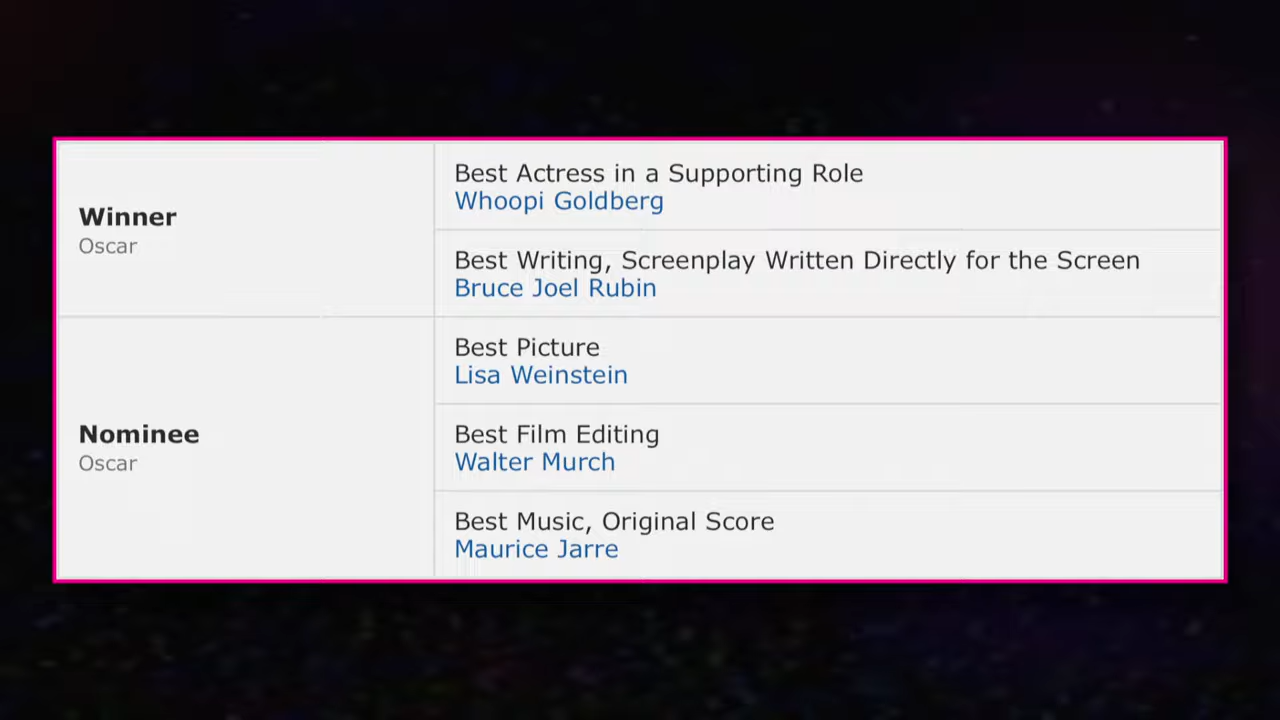 Winner
Oscar
Best Actress in a Supporting Role
Whoopi Goldberg
Best Writing, Screenplay Written Directly for the Screen
Bruce Joel Rubin
Nominee
Oscar
Best Picture
Lisa Weinstein
Best Film Editing
Walter Murch
Best Music, Original Score
Maurice Jarre